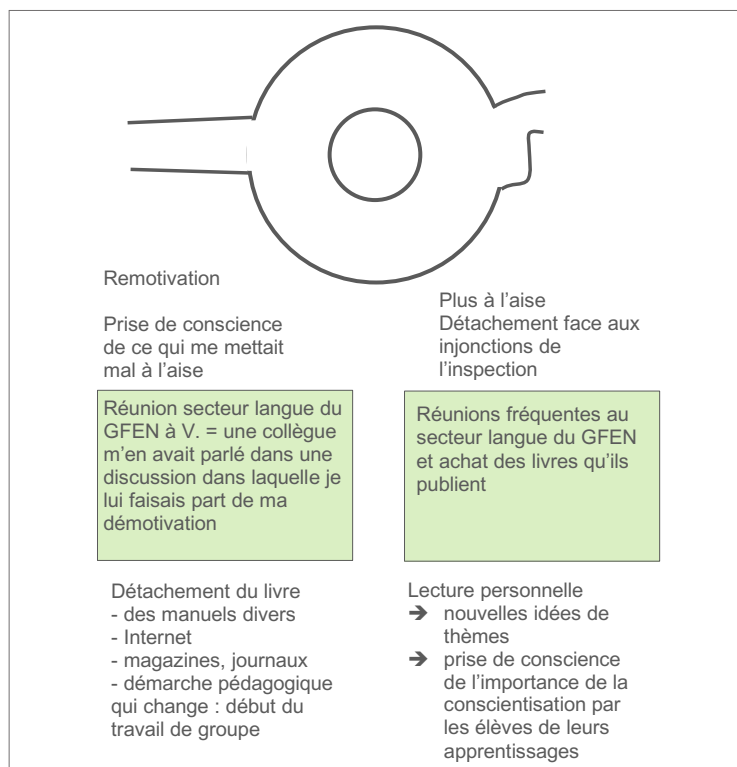 Remotivation
Prise de conscience
de ce qui me mettait
mal à l’aise
Réunion secteur langue du
GFEN à V. = une collègue
m’en avait parlé dans une
discussion dans laquelle je
lui faisais part de ma
démotivation
Détachement du livre
- des manuels divers
- Internet
- magazines, journaux
- démarche pédagogique
qui change : début du
travail de groupe
Plus à l’aise
Détachement face aux
injonctions de
l’inspection
Réunions fréquentes au
secteur langue du GFEN
et achat des livres qu’ils
publient
Lecture personnelle
➔ nouvelles idées de
thèmes
➔ prise de conscience
de l’importance de la
conscientisation par
les élèves de leurs
apprentissages